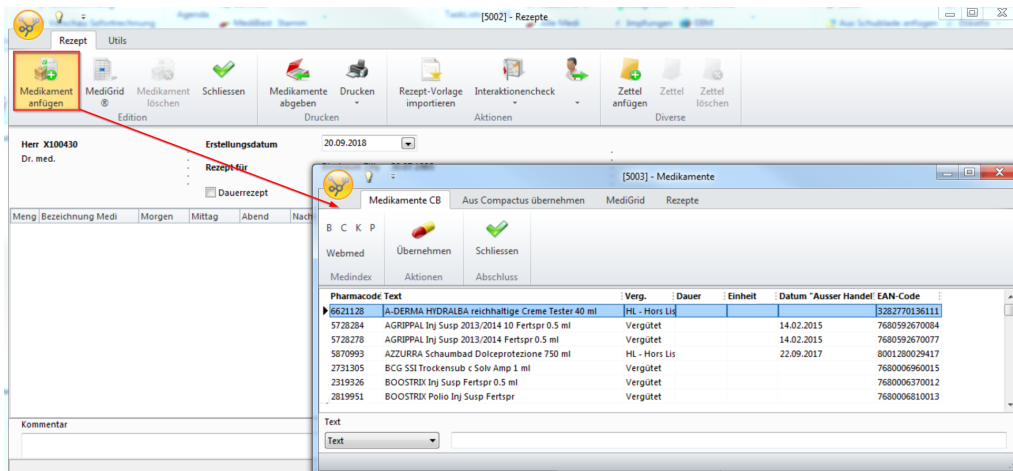 Agenda
[5002] - Rezepte
Rezept Utils
Medikament anfügen
MediGrid ®
Medikament löschen
Schliessen
Medikamente abgeben
Drucken
Rezept-Vorlage importieren
Interaktionencheck
Zettel anfügen
Zettel
Zettel löschen
Edition Drucken Aktionen Diverse
Herr X100430
Dr. med.
Erstellungsdatum 20.09.2018
Rezept für
Dauerrezept
Meng Bezeichnung Medi Morgen Mittag Abend Nach
Kommentar
[5003] - Medikamente
Medikamente CB Aus Compactus übernehmen MediGrid Rezepte
B C K P
Webmed
Übernehmen
Schliessen
Medindex Aktionen Abschluss
Pharmacode Text Verg. Dauer Einheit Datum "Ausser Handel" EAN-Code
6621128 A-DERMA HYDRALBA reichhaltige Creme Tester 40 ml HL - Hors Lis 3282770136111
5728284 AGRIPPAL Inj Susp 2013/2014 10 Fertspr 0.5 ml Vergütet 14.02.2015 7680592670084
5728278 AGRIPPAL Inj Susp 2013/2014 Fertspr 0.5 ml Vergütet 14.02.2015 7680592670077
5870993 AZZURRA Schaumbad Dolceprotezione 750 ml HL - Hors Lis 22.09.2017 8001280029417
2731305 BCG SSI Trockensub c Solv Amp 1 ml Vergütet 7680006960015
2319326 BOOSTRIX Inj Susp Fertspr 0.5 ml Vergütet 7680006370012
2819951 BOOSTRIX Polio Inj Susp Fertspr Vergütet 7680006810013
Text
Text